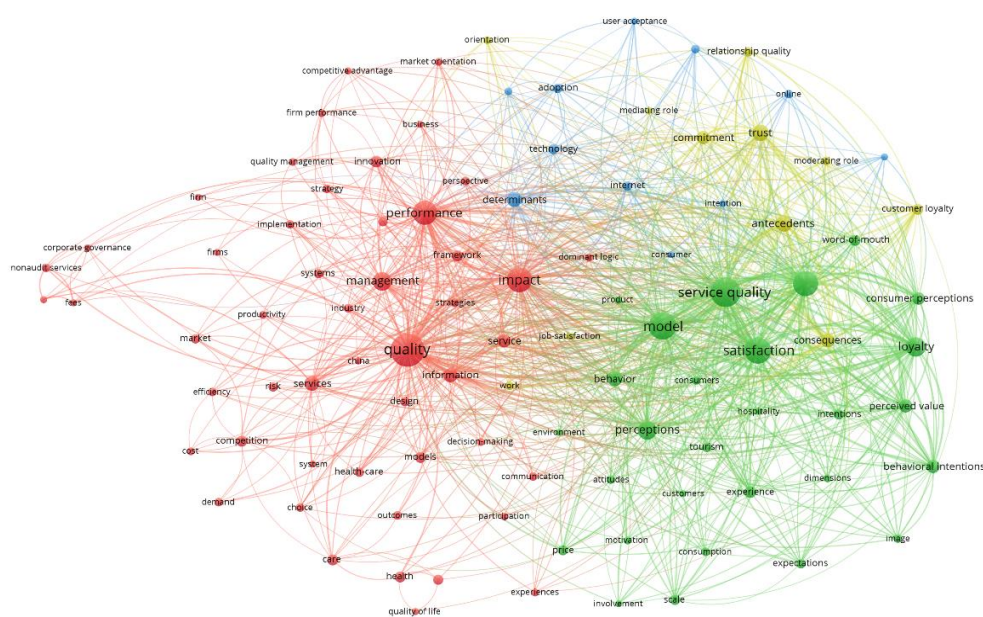 user acceptance
orientation
relationship quality
market orientation
competitive advantage
adoption
online
firm performance
mediating role
business
commitment
trust
technology
quality management
innovation
moderating role
perspective
strategy
internet
firm
determinants
intention
customer loyalty
performance
implementation
antecedents
word-of-mouth
corporate governance
firms
framework
dominant logic
consumer
nonaudit services
systems
management
impact
service quality
consumer perceptions
fees
strategies
product
industry
productivity
model
market
job-satisfaction
service
consequences
quality
satisfaction
loyalty
china
information
behavior
consumers
risk
services
work
efficiency
design
perceived value
hospitality
intentions
environment
perceptions
competition
decision-making
cost
tourism
models
system
health-care
behavioral intentions
communication
attitudes
dimensions
customers
experience
demand
choice
outcomes
participation
motivation
image
price
consumption
care
expectations
health
experiences
scale
involvement
quality of life